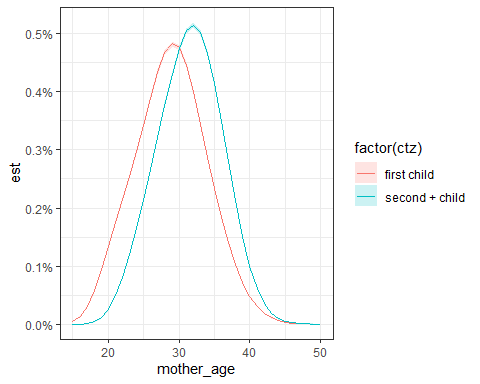 0.5%
0.4%
0.3%
0.2%
0.1%
0.0%
est
20 30 40 50
mother_age
factor(ctz)
first child
second + child